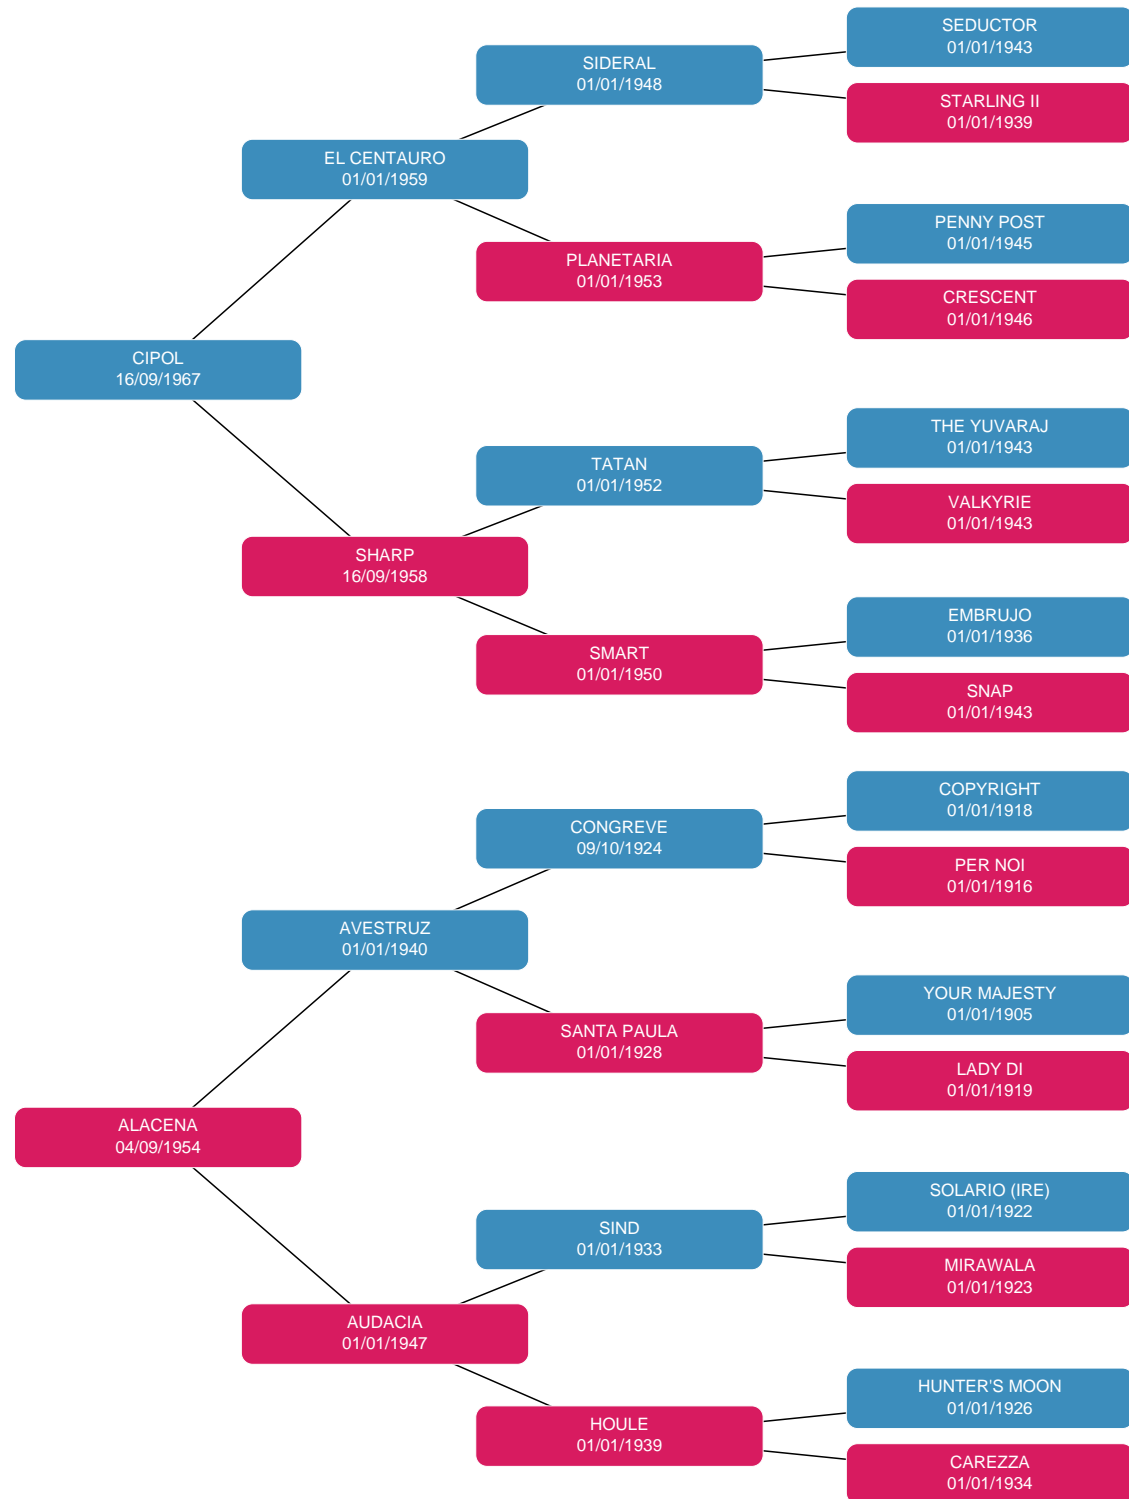 SEDUCTOR
01/01/1943
SIDERAL
01/01/1948
STARLING II
01/01/1939
EL CENTAURO
01/01/1959
PENNY POST
01/01/1945
PLANETARIA
01/01/1953
CRESCENT
01/01/1946
CIPOL
16/09/1967
THE YUVARAJ
01/01/1943
TATAN
01/01/1952
VALKYRIE
01/01/1943
SHARP
16/09/1958
EMBRUJO
01/01/1936
SMART
01/01/1950
SNAP
01/01/1943
COPYRIGHT
01/01/1918
CONGREVE
09/10/1924
PER NOI
01/01/1916
AVESTRUZ
01/01/1940
YOUR MAJESTY
01/01/1905
SANTA PAULA
01/01/1928
LADY DI
01/01/1919
ALACENA
04/09/1954
SOLARIO (IRE)
01/01/1922
SIND
01/01/1933
MIRAWALA
01/01/1923
AUDACIA
01/01/1947
HUNTER'S MOON
01/01/1926
HOULE
01/01/1939
CAREZZA
01/01/1934